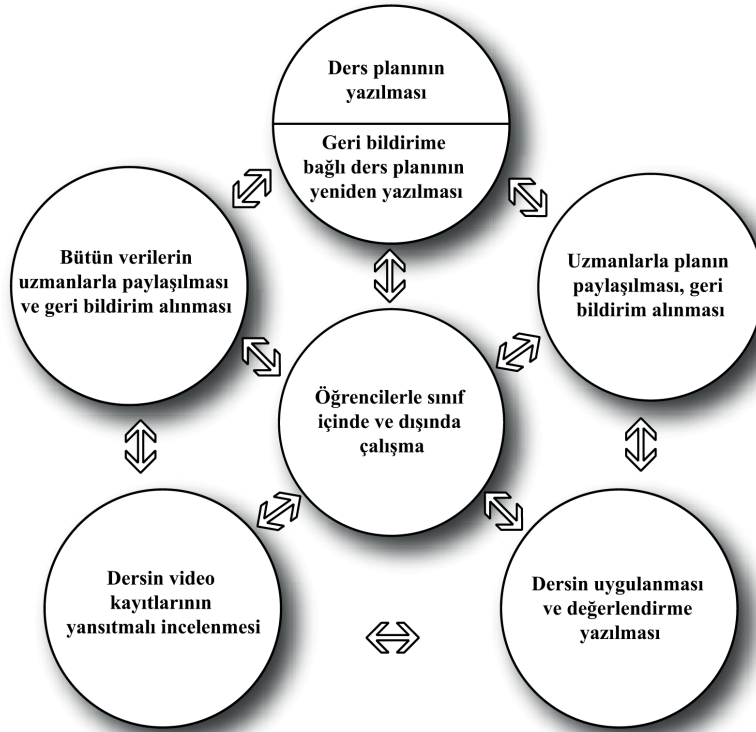 Ders planının
yazılması
Geri bildirime
bağlı ders planının
yeniden yazılması
Bütün verilerin
uzmanlarla paylaşılması
ve geri bildirim alınması
Uzmanlarla planın
paylaşılması, geri
bildirim alınması
Öğrencilerle sınıf
içinde ve dışında
çalışma
Dersin video
kayıtlarının
yansıtmalı incelenmesi
Dersin uygulanması
ve değerlendirme
yazılması